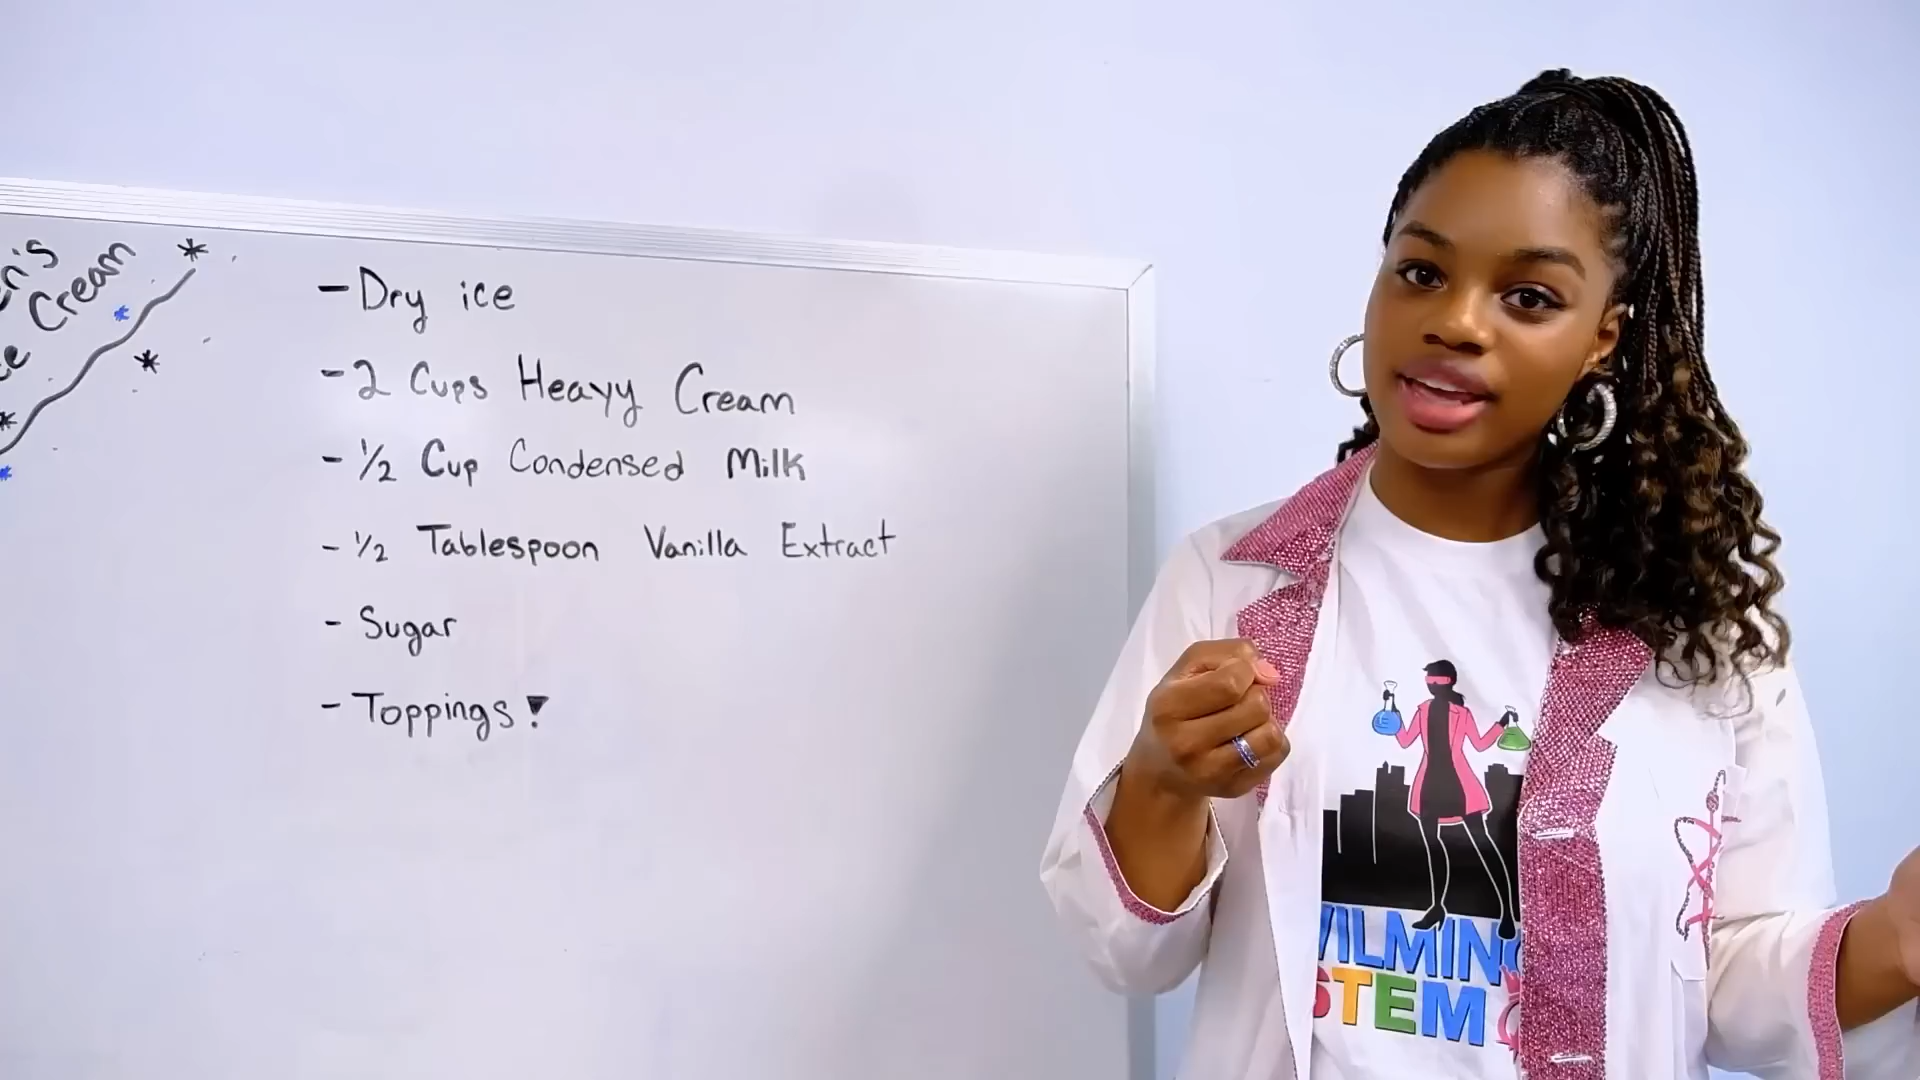 Cream
-Dry ice
-2 Cups Heavy Cream
-½ Cup Condensed Milk
-½ Tablespoon Vanilla Extract
- Sugar
- Toppings!
STEM